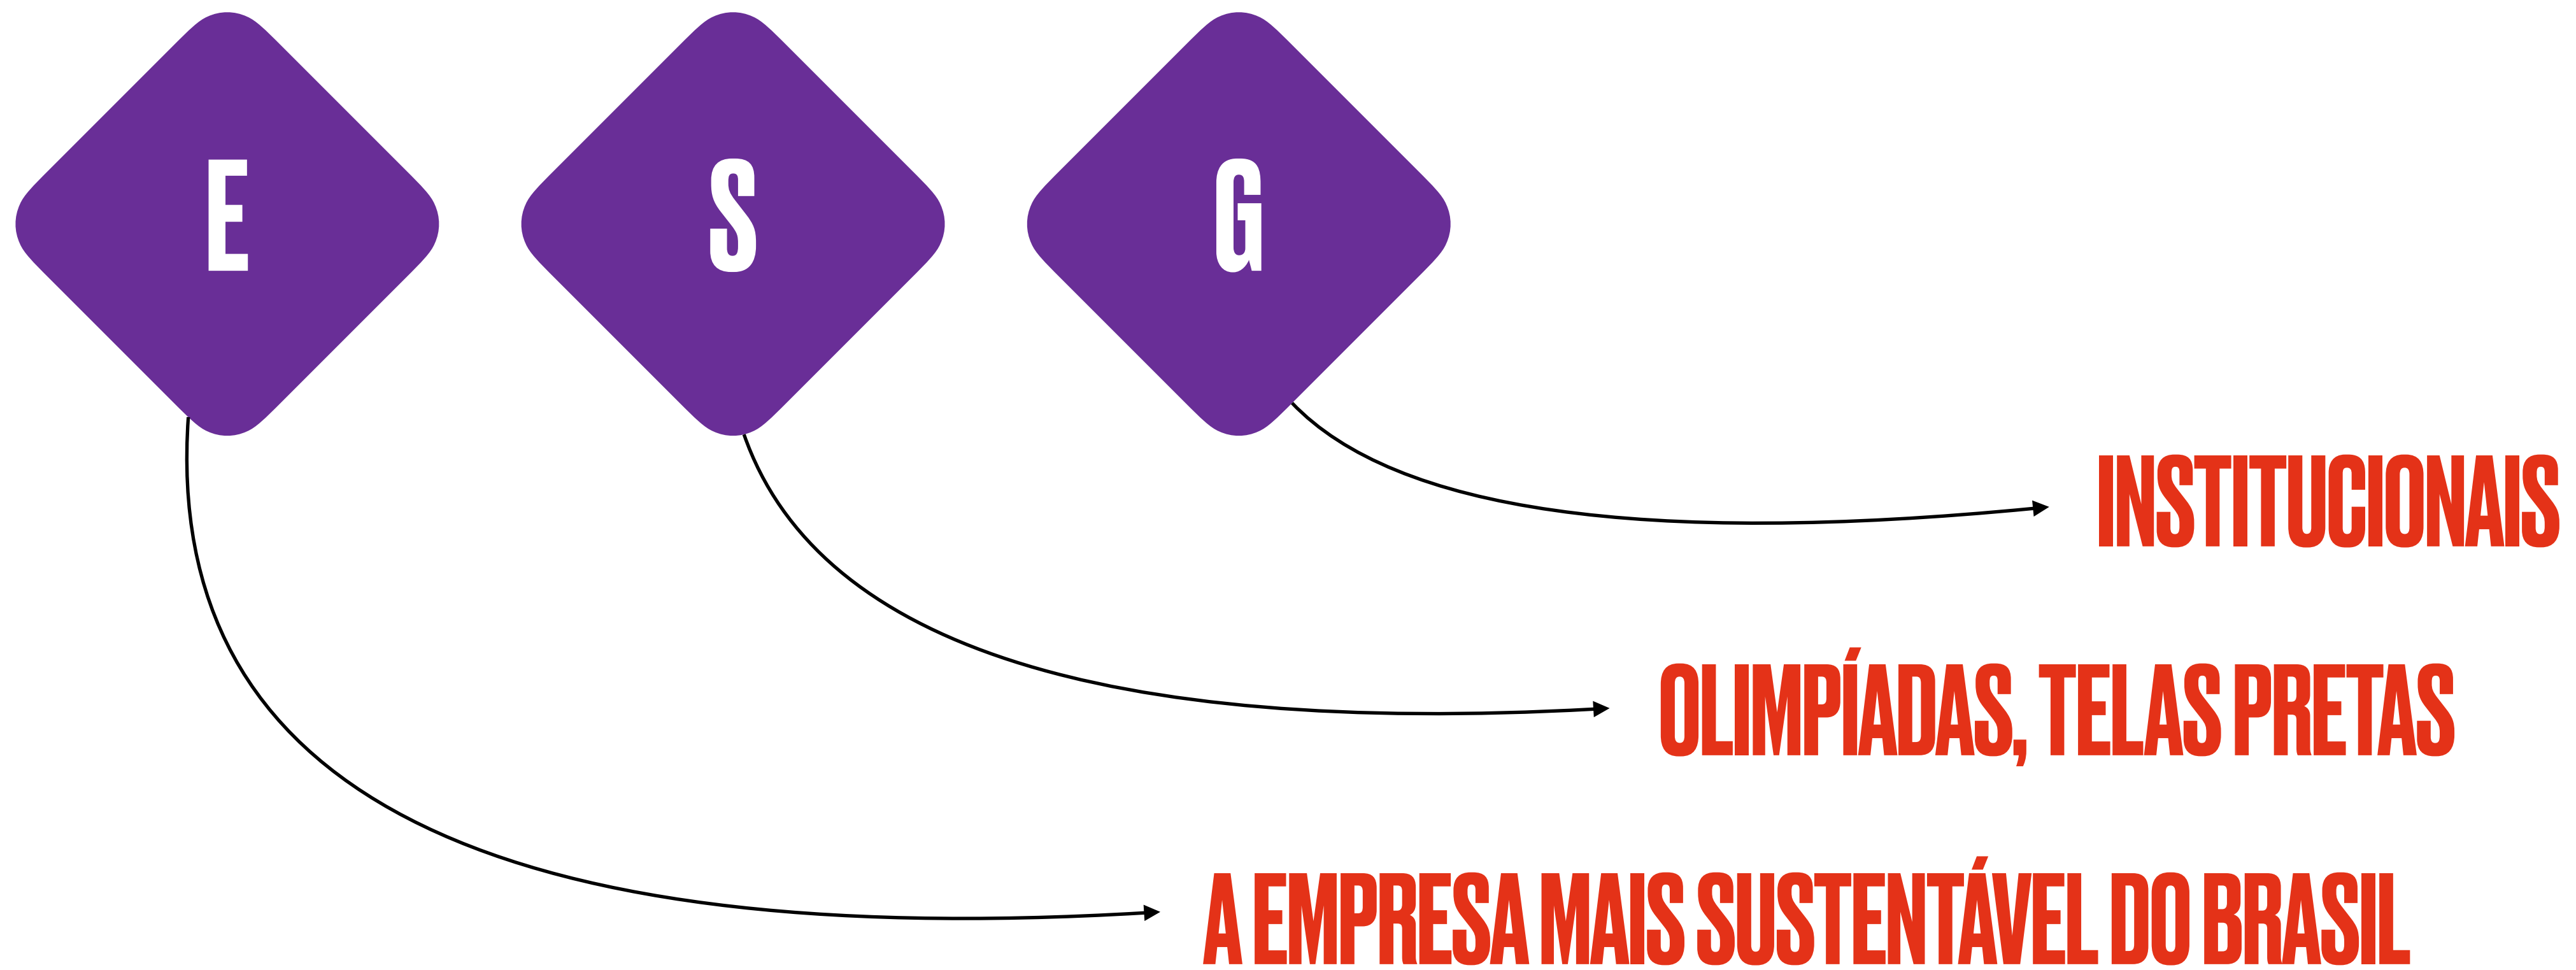 E
S
G
INSTITUCIONAIS
OLIMPÍADAS, TELAS PRETAS
A EMPRESA MAIS SUSTENTÁVEL DO BRASIL